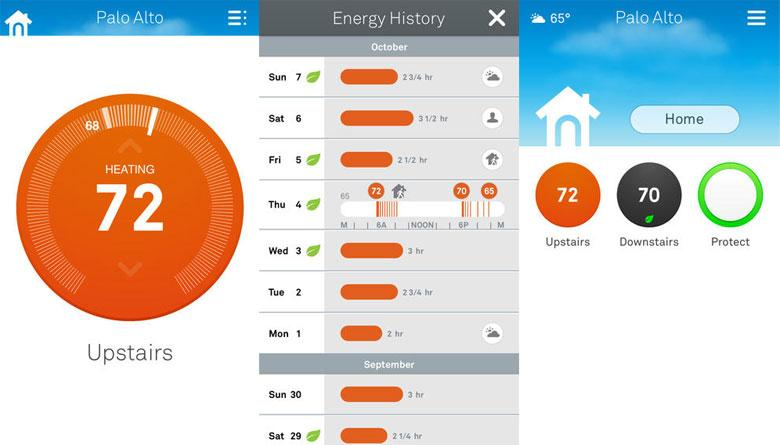 Palo Alto
68
HEATING
72
Upstairs
Energy History
October
Sun 7 2 3/4 hr
Sat 6 3 1/2 hr
Fri 5 2 1/2 hr
Thu 4 65 72 70 65
M 6A NOON 6P M
Wed 3 3 hr
Tue 2 2 3/4 hr
Mon 1 2 hr
September
Sun 30 3 hr
Sat 29 2 1/4 hr
65° Palo Alto
Home
72 70
Upstairs Downstairs Protect